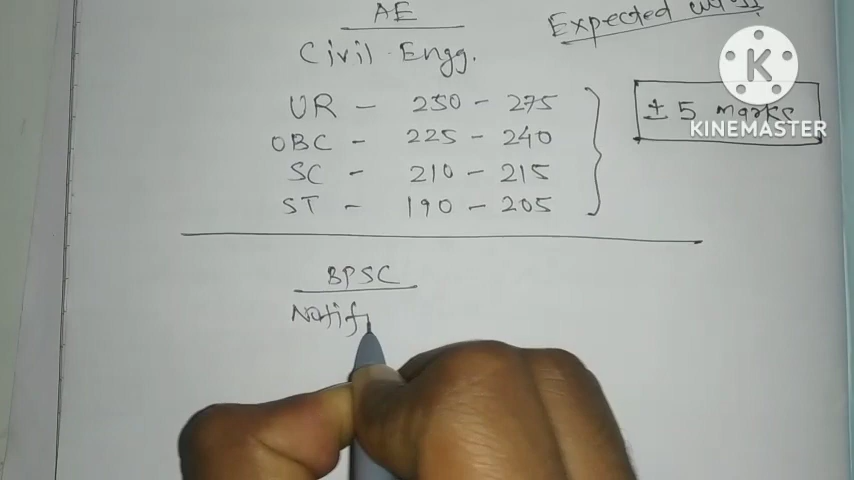 AE
Expected cutoff
Civil Engg.
UR - 250 - 275
± 5 marks
KINEMASTER
OBC - 225 - 240
SC - 210 - 215
ST - 190 - 205
BPSC
Notif